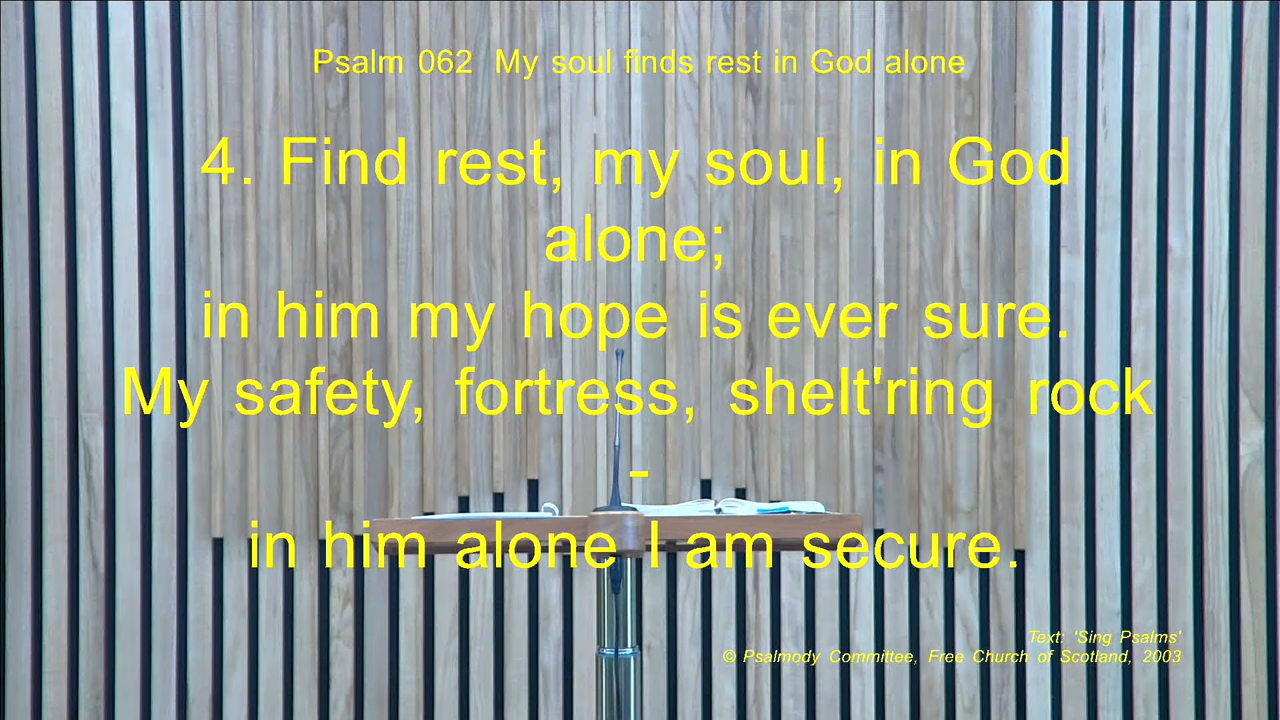 Psalm 062  My soul finds rest in God alone
4. Find rest, my soul, in God
alone;
in him my hope is ever sure.
My safety, fortress, shelt'ring rock
-
in him alone I am secure.
Text: 'Sing Psalms'
© Psalmody Committee, Free Church of Scotland, 2003